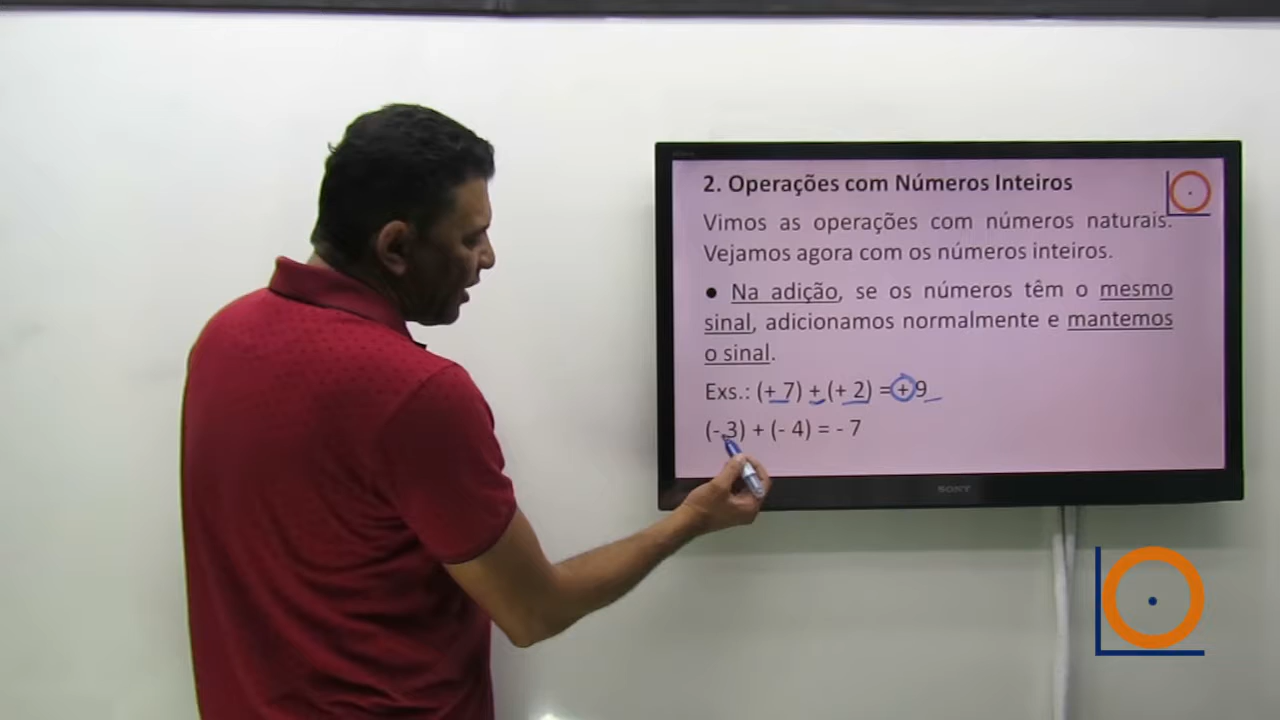 2. Operações com Números Inteiros
Vimos as operações com números naturais.
Vejamos agora com os números inteiros.
● Na adição, se os números têm o mesmo
sinal, adicionamos normalmente e mantemos
o sinal.
Exs.: (+ 7) + (+ 2) = + 9
(- 3) + (- 4) = - 7
SONY